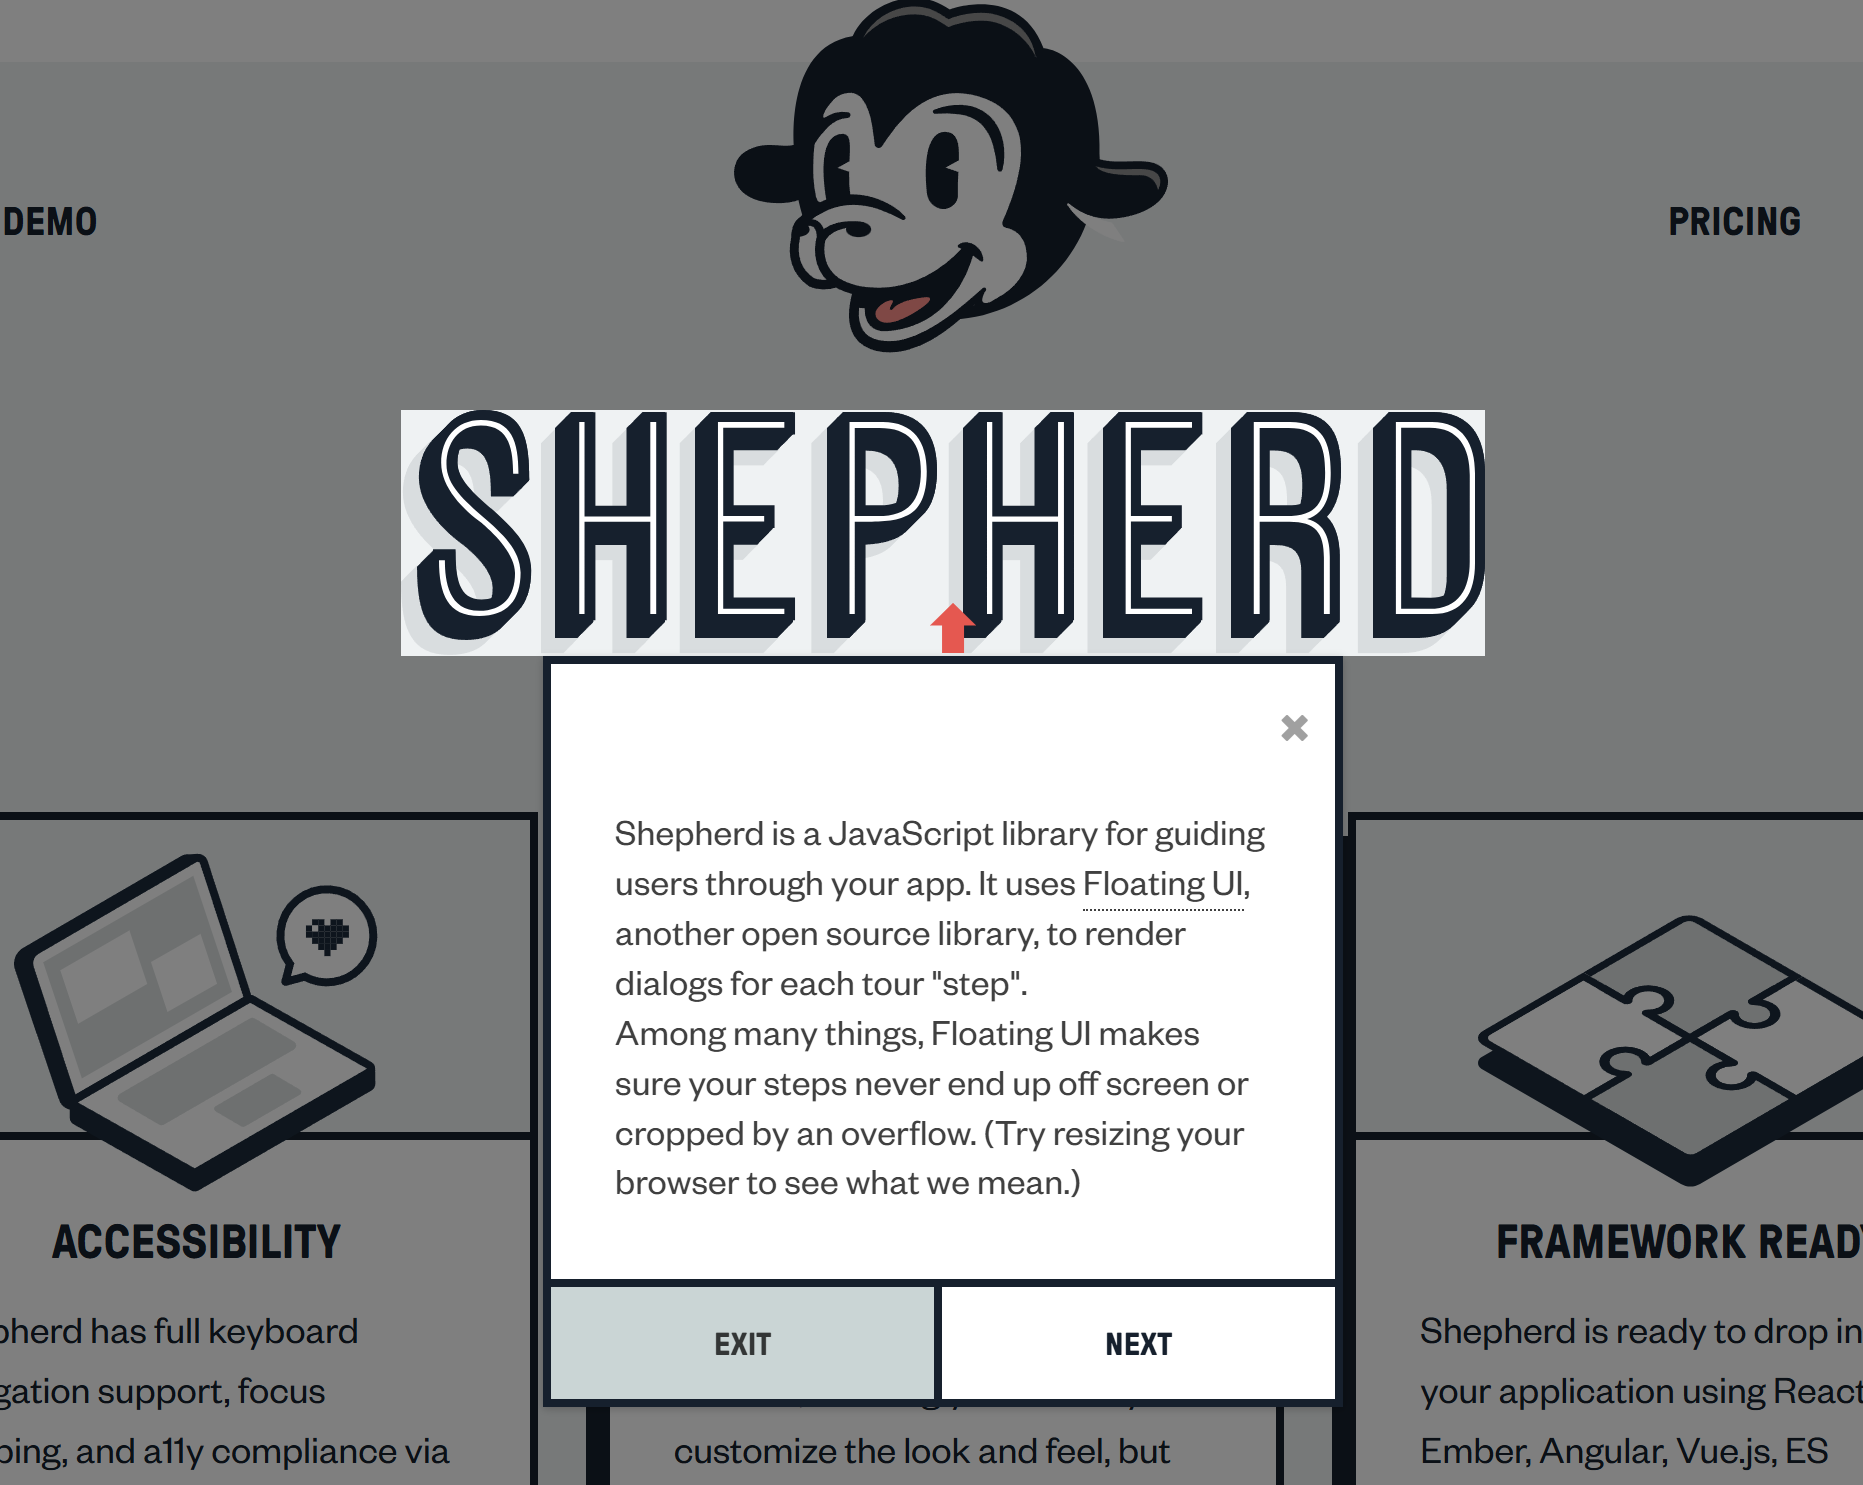 DEMO
PRICING
SHEPHERD
Shepherd is a JavaScript library for guiding
users through your app. It uses Floating UI,
another open source library, to render
dialogs for each tour "step".
Among many things, Floating UI makes
sure your steps never end up off screen or
cropped by an overflow. (Try resizing your
browser to see what we mean.)
EXIT
NEXT
ACCESSIBILITY
pherd has full keyboard
gation support, focus
ping, and a11y compliance via
customize the look and feel, but
FRAMEWORK READY
Shepherd is ready to drop in
your application using React
Ember, Angular, Vue.js, ES